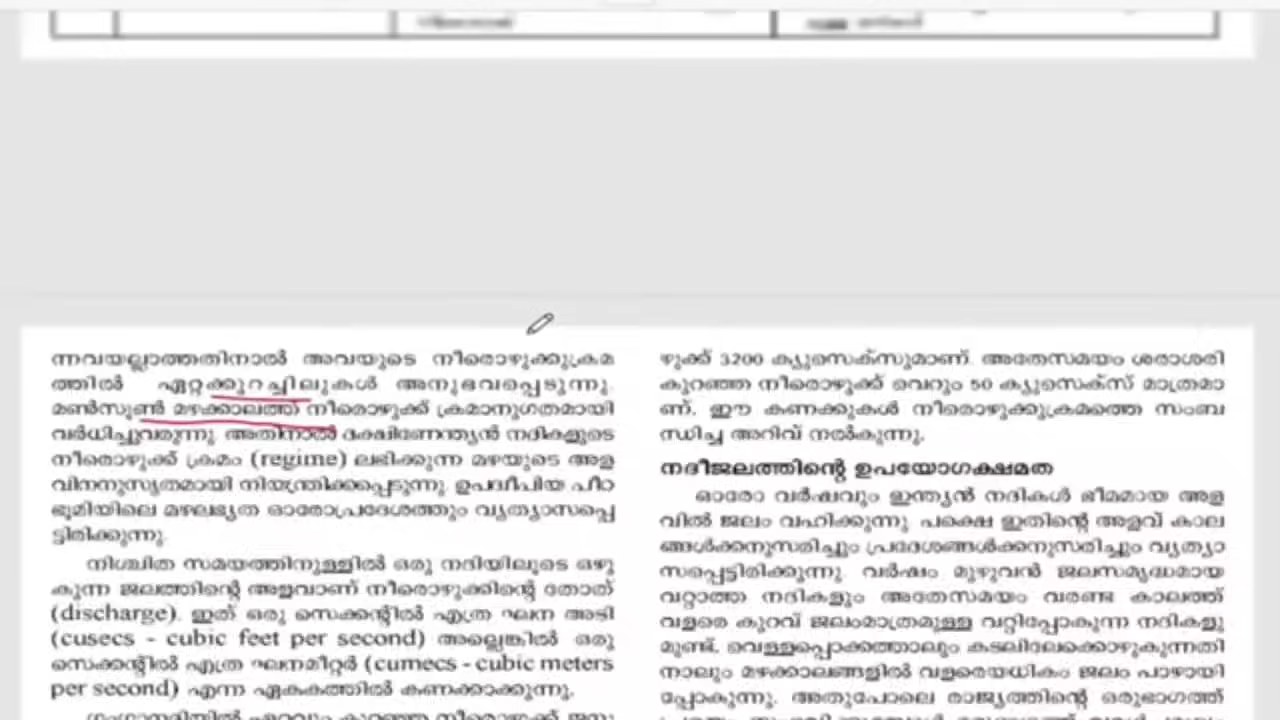 ന്നവയല്ലാത്തതിനാൽ അവയുടെ നീരൊഴുക്കുക്രമ
ത്തിൽ ഏറ്റക്കുറച്ചിലുകൾ അനുഭവപ്പെടുന്നു.
മൺസൂൺ മഴക്കാലത്ത് നീരൊഴുക്ക് ക്രമാനുഗതമായി
വർധിച്ചുവരുന്നു. അതിനാൽ ദക്ഷിണേന്ത്യൻ നദികളുടെ
നീരൊഴുക്ക് ക്രമം (regime) ലഭിക്കുന്ന മഴയുടെ അള
വിനനുസൃതമായി നിയന്ത്രിക്കപ്പെടുന്നു. ഉപദ്വീപിയ പീഠ
ഭൂമിയിലെ മഴലഭ്യത ഓരോപ്രദേശത്തും വ്യത്യാസപ്പെ
ട്ടിരിക്കുന്നു.
നിശ്ചിത സമയത്തിനുള്ളിൽ ഒരു നദിയിലൂടെ ഒഴു
കുന്ന ജലത്തിന്റെ അളവാണ് നീരൊഴുക്കിന്റെ തോത്
(discharge). ഇത് ഒരു സെക്കന്റിൽ എത്ര ഘന അടി
(cusecs - cubic feet per second) അല്ലെങ്കിൽ ഒരു
സെക്കന്റിൽ എത്ര ഘനമീറ്റർ (cumecs - cubic meters
per second) എന്ന ഏകകത്തിൽ കണക്കാക്കുന്നു.
ഗംഗാനദിയിൽ ഏറ്റവും കുറഞ്ഞ നീരൊഴുക്ക് ജനു
ഴുക്ക് 3200 ക്യുസെക്സുമാണ്. അതേസമയം ശരാശരി
കുറഞ്ഞ നീരൊഴുക്ക് വെറും 50 ക്യുസെക്സ് മാത്രമാ
ണ്. ഈ കണക്കുകൾ നീരൊഴുക്കുക്രമത്തെ സംബ
ന്ധിച്ച അറിവ് നൽകുന്നു.
നദീജലത്തിന്റെ ഉപയോഗക്ഷമത
ഓരോ വർഷവും ഇന്ത്യൻ നദികൾ ഭീമമായ അള
വിൽ ജലം വഹിക്കുന്നു. പക്ഷെ ഇതിന്റെ അളവ് കാല
ങ്ങൾക്കനുസരിച്ചും പ്രദേശങ്ങൾക്കനുസരിച്ചും വ്യത്യാ
സപ്പെട്ടിരിക്കുന്നു. വർഷം മുഴുവൻ ജലസമൃദ്ധമായ
വറ്റാത്ത നദികളും അതേസമയം വരണ്ട കാലത്ത്
വളരെ കുറവ് ജലംമാത്രമുള്ള വറ്റിപ്പോകുന്ന നദികളു
മുണ്ട്. വെള്ളപ്പൊക്കത്താലും കടലിലേക്കൊഴുകുന്നതി
നാലും മഴക്കാലങ്ങളിൽ വളരെയധികം ജലം പാഴായി
പ്പോകുന്നു. അതുപോലെ രാജ്യത്തിന്റെ ഒരുഭാഗത്ത്